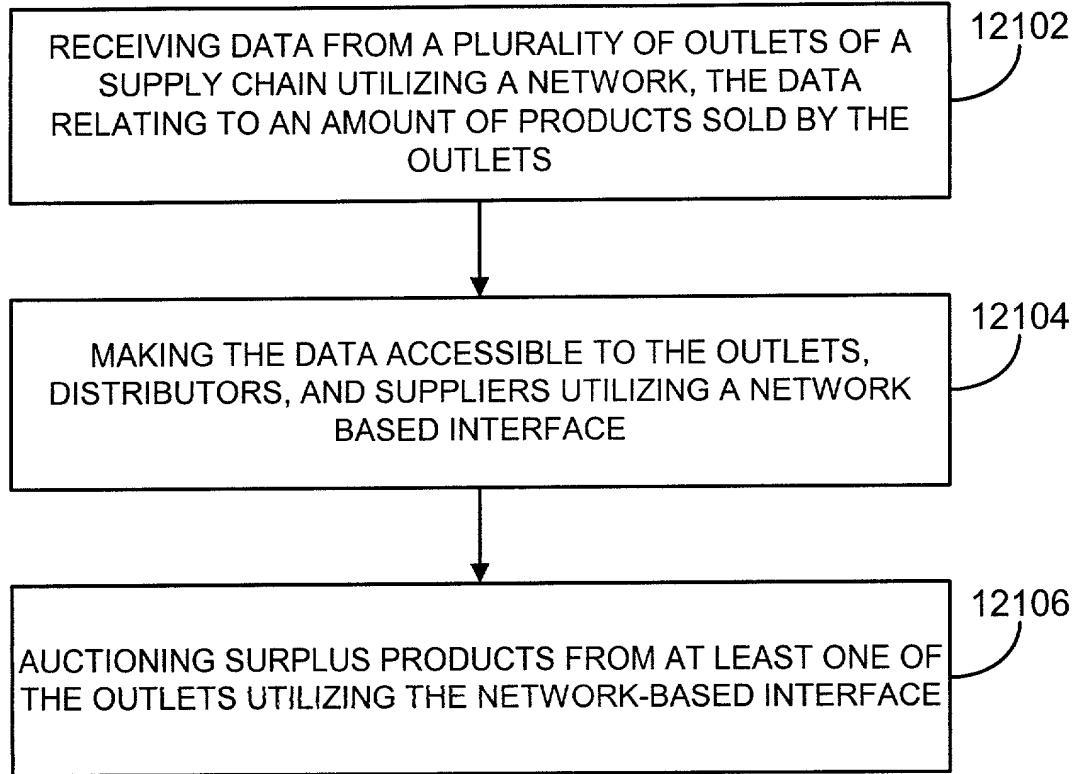 RECEIVING DATA FROM A PLURALITY OF OUTLETS OF A
SUPPLY CHAIN UTILIZING A NETWORK, THE DATA
RELATING TO AN AMOUNT OF PRODUCTS SOLD BY THE
OUTLETS
12102
MAKING THE DATA ACCESSIBLE TO THE OUTLETS,
DISTRIBUTORS, AND SUPPLIERS UTILIZING A NETWORK
BASED INTERFACE
12104
AUCTIONING SURPLUS PRODUCTS FROM AT LEAST ONE OF
THE OUTLETS UTILIZING THE NETWORK-BASED INTERFACE
12106